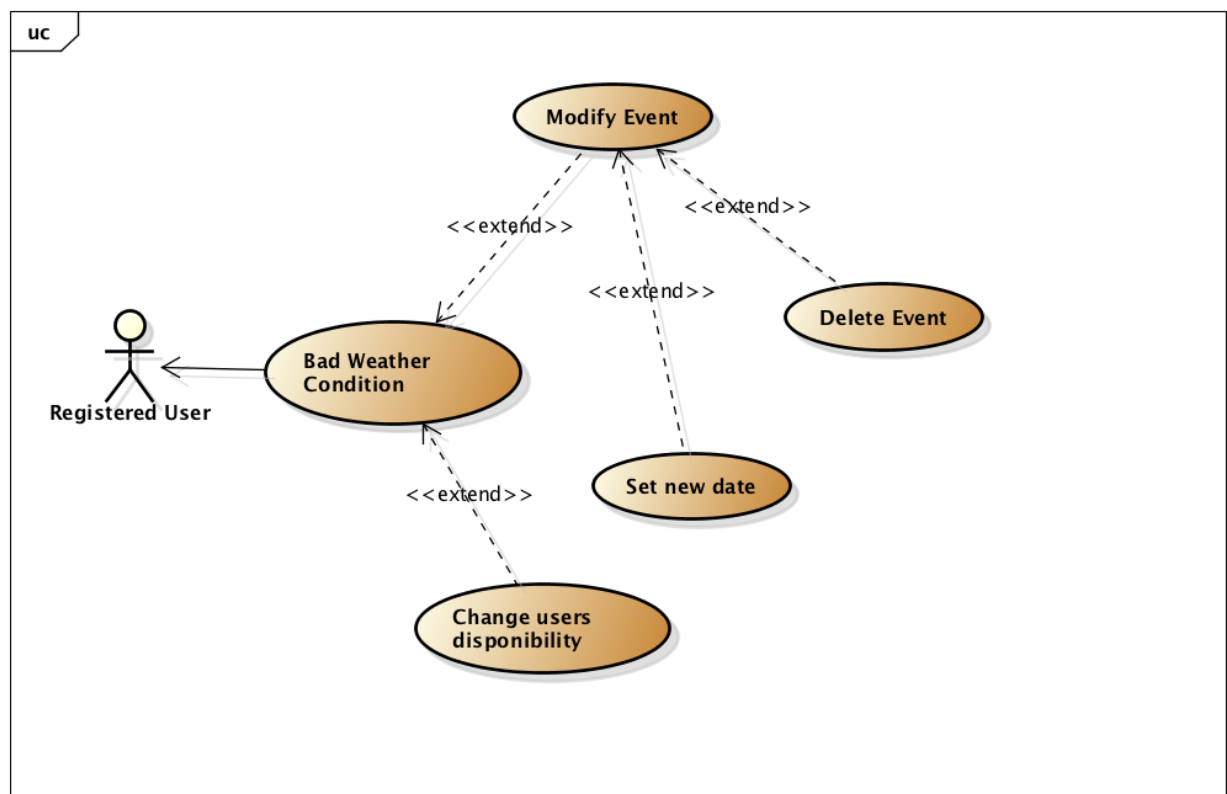 uc
Modify Event
<<extend>>
<<extend>>
<<extend>>
Delete Event
Bad Weather
Condition
Registered User
Set new date
<<extend>>
Change users
disponibility